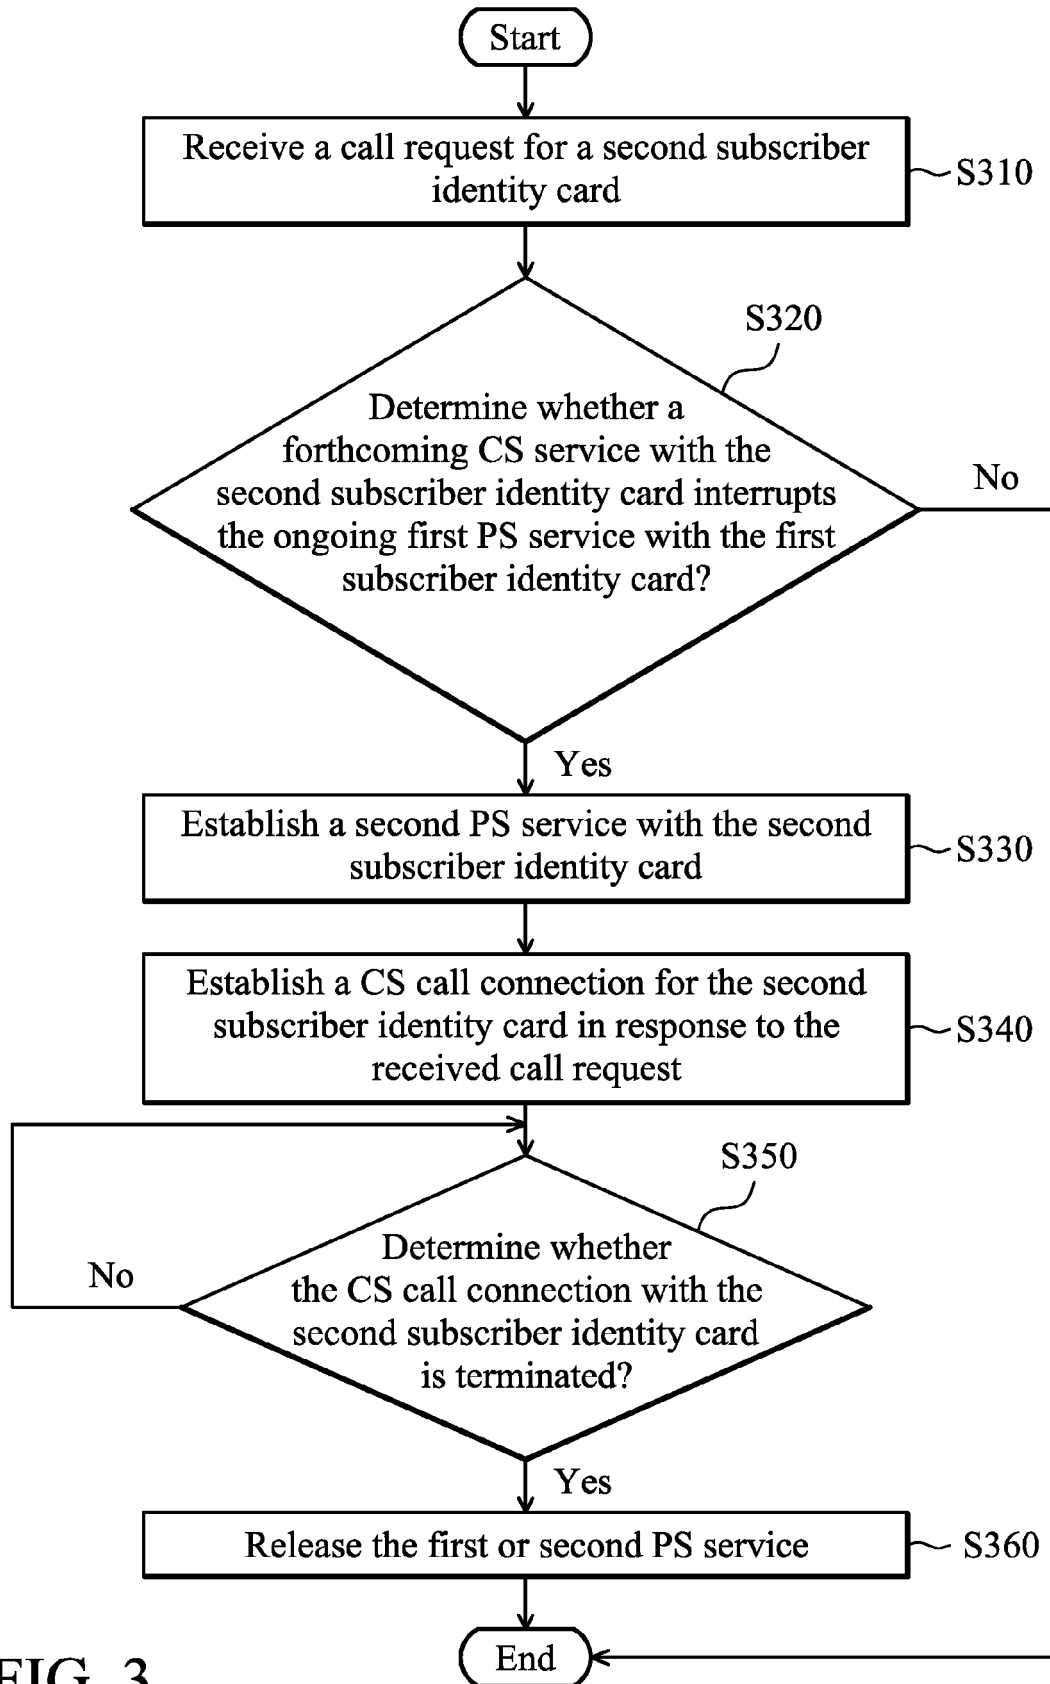 Start
Receive a call request for a second subscriber
identity card
S310
S320
Determine whether a
forthcoming CS service with the
second subscriber identity card interrupts
the ongoing first PS service with the first
subscriber identity card?
No
Yes
Establish a second PS service with the second
subscriber identity card
S330
Establish a CS call connection for the second
subscriber identity card in response to the
received call request
S340
S350
Determine whether
the CS call connection with the
second subscriber identity card
is terminated?
No
Yes
Release the first or second PS service
S360
End
FIG. 3